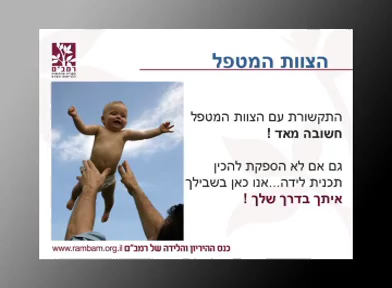 הצוות המטפל
רמב"ם
התקשורת עם הצוות המטפל
חשובה מאד !
גם אם לא הספקת להכין
תכנית לידה...אנו כאן בשבילך
איתך בדרך שלך !
כנס ההיריון והלידה של רמב"ם www.rambam.org.il